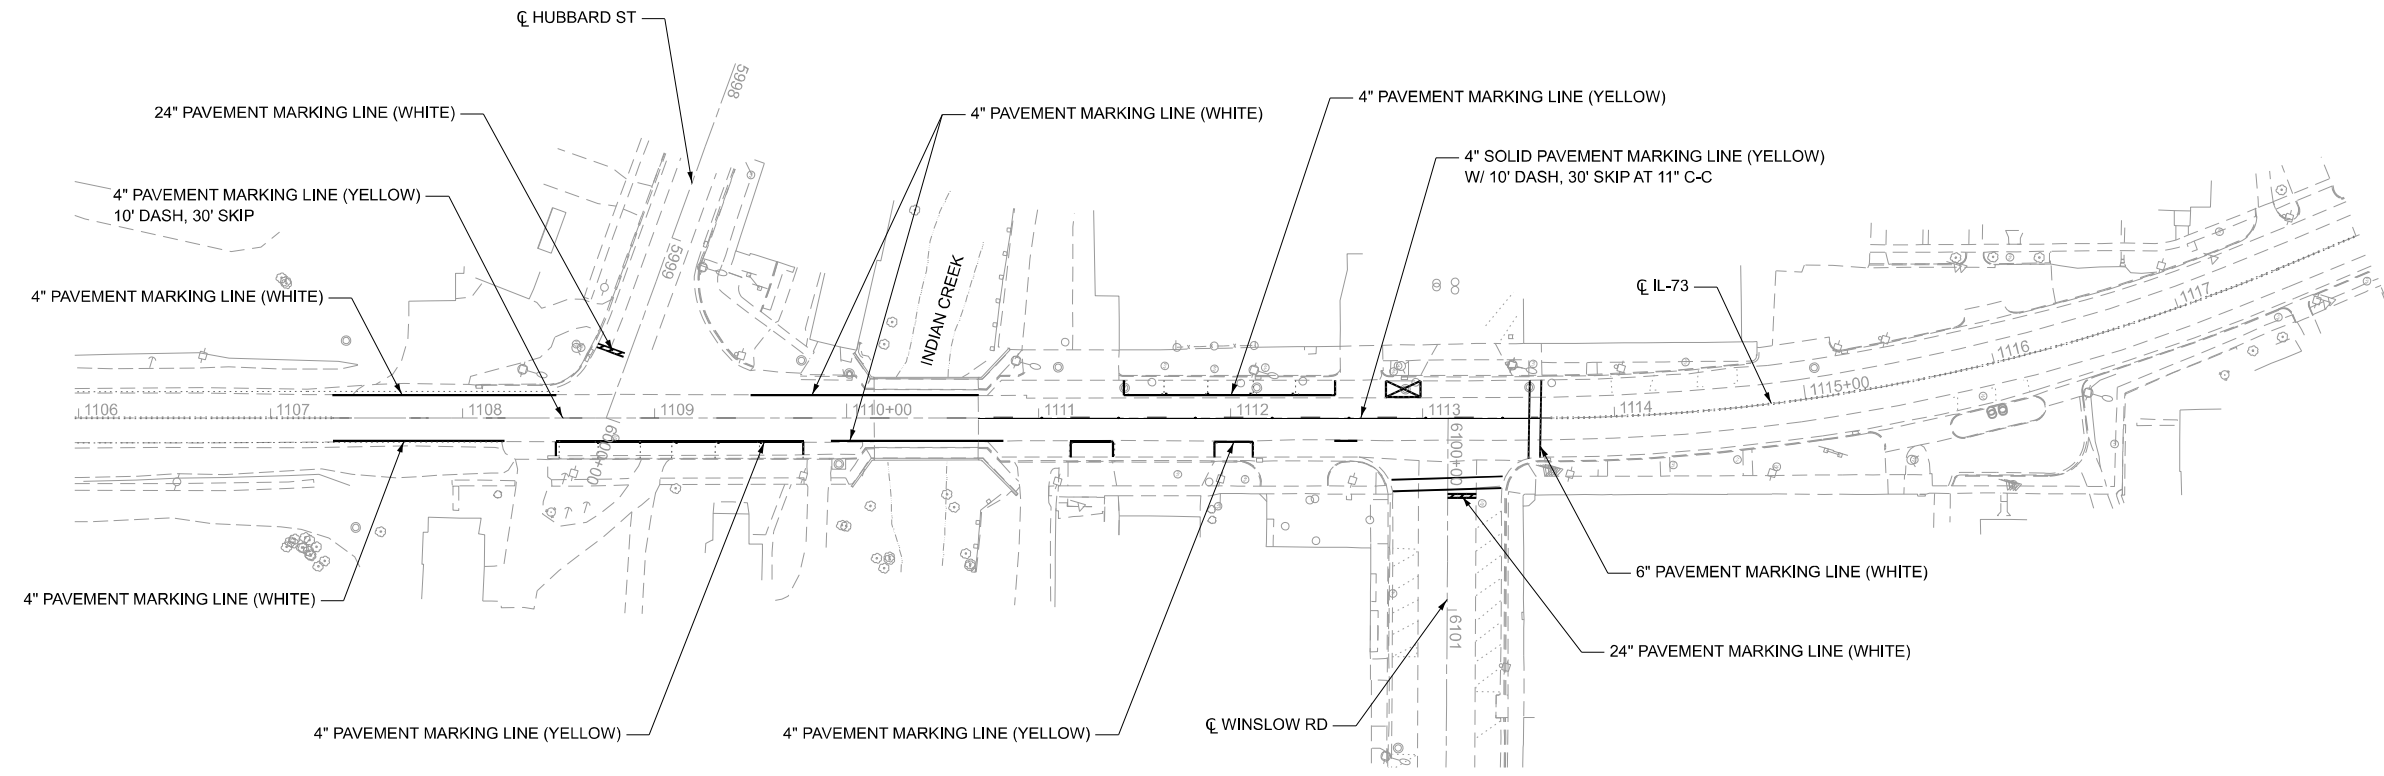 ℄ HUBBARD ST
5998
24" PAVEMENT MARKING LINE (WHITE)
4" PAVEMENT MARKING LINE (WHITE)
4" PAVEMENT MARKING LINE (YELLOW)
4" SOLID PAVEMENT MARKING LINE (YELLOW)
W/ 10' DASH, 30' SKIP AT 11" C-C
4" PAVEMENT MARKING LINE (YELLOW)
10' DASH, 30' SKIP
5999
INDIAN CREEK
4" PAVEMENT MARKING LINE (WHITE)
℄ IL-73
1106
1107
1108
1109
1110+00
1111
1112
1113
1114
1115+00
1116
1117
6000+00
6100+00
4" PAVEMENT MARKING LINE (WHITE)
6" PAVEMENT MARKING LINE (WHITE)
6101
24" PAVEMENT MARKING LINE (WHITE)
4" PAVEMENT MARKING LINE (YELLOW)
4" PAVEMENT MARKING LINE (YELLOW)
℄ WINSLOW RD